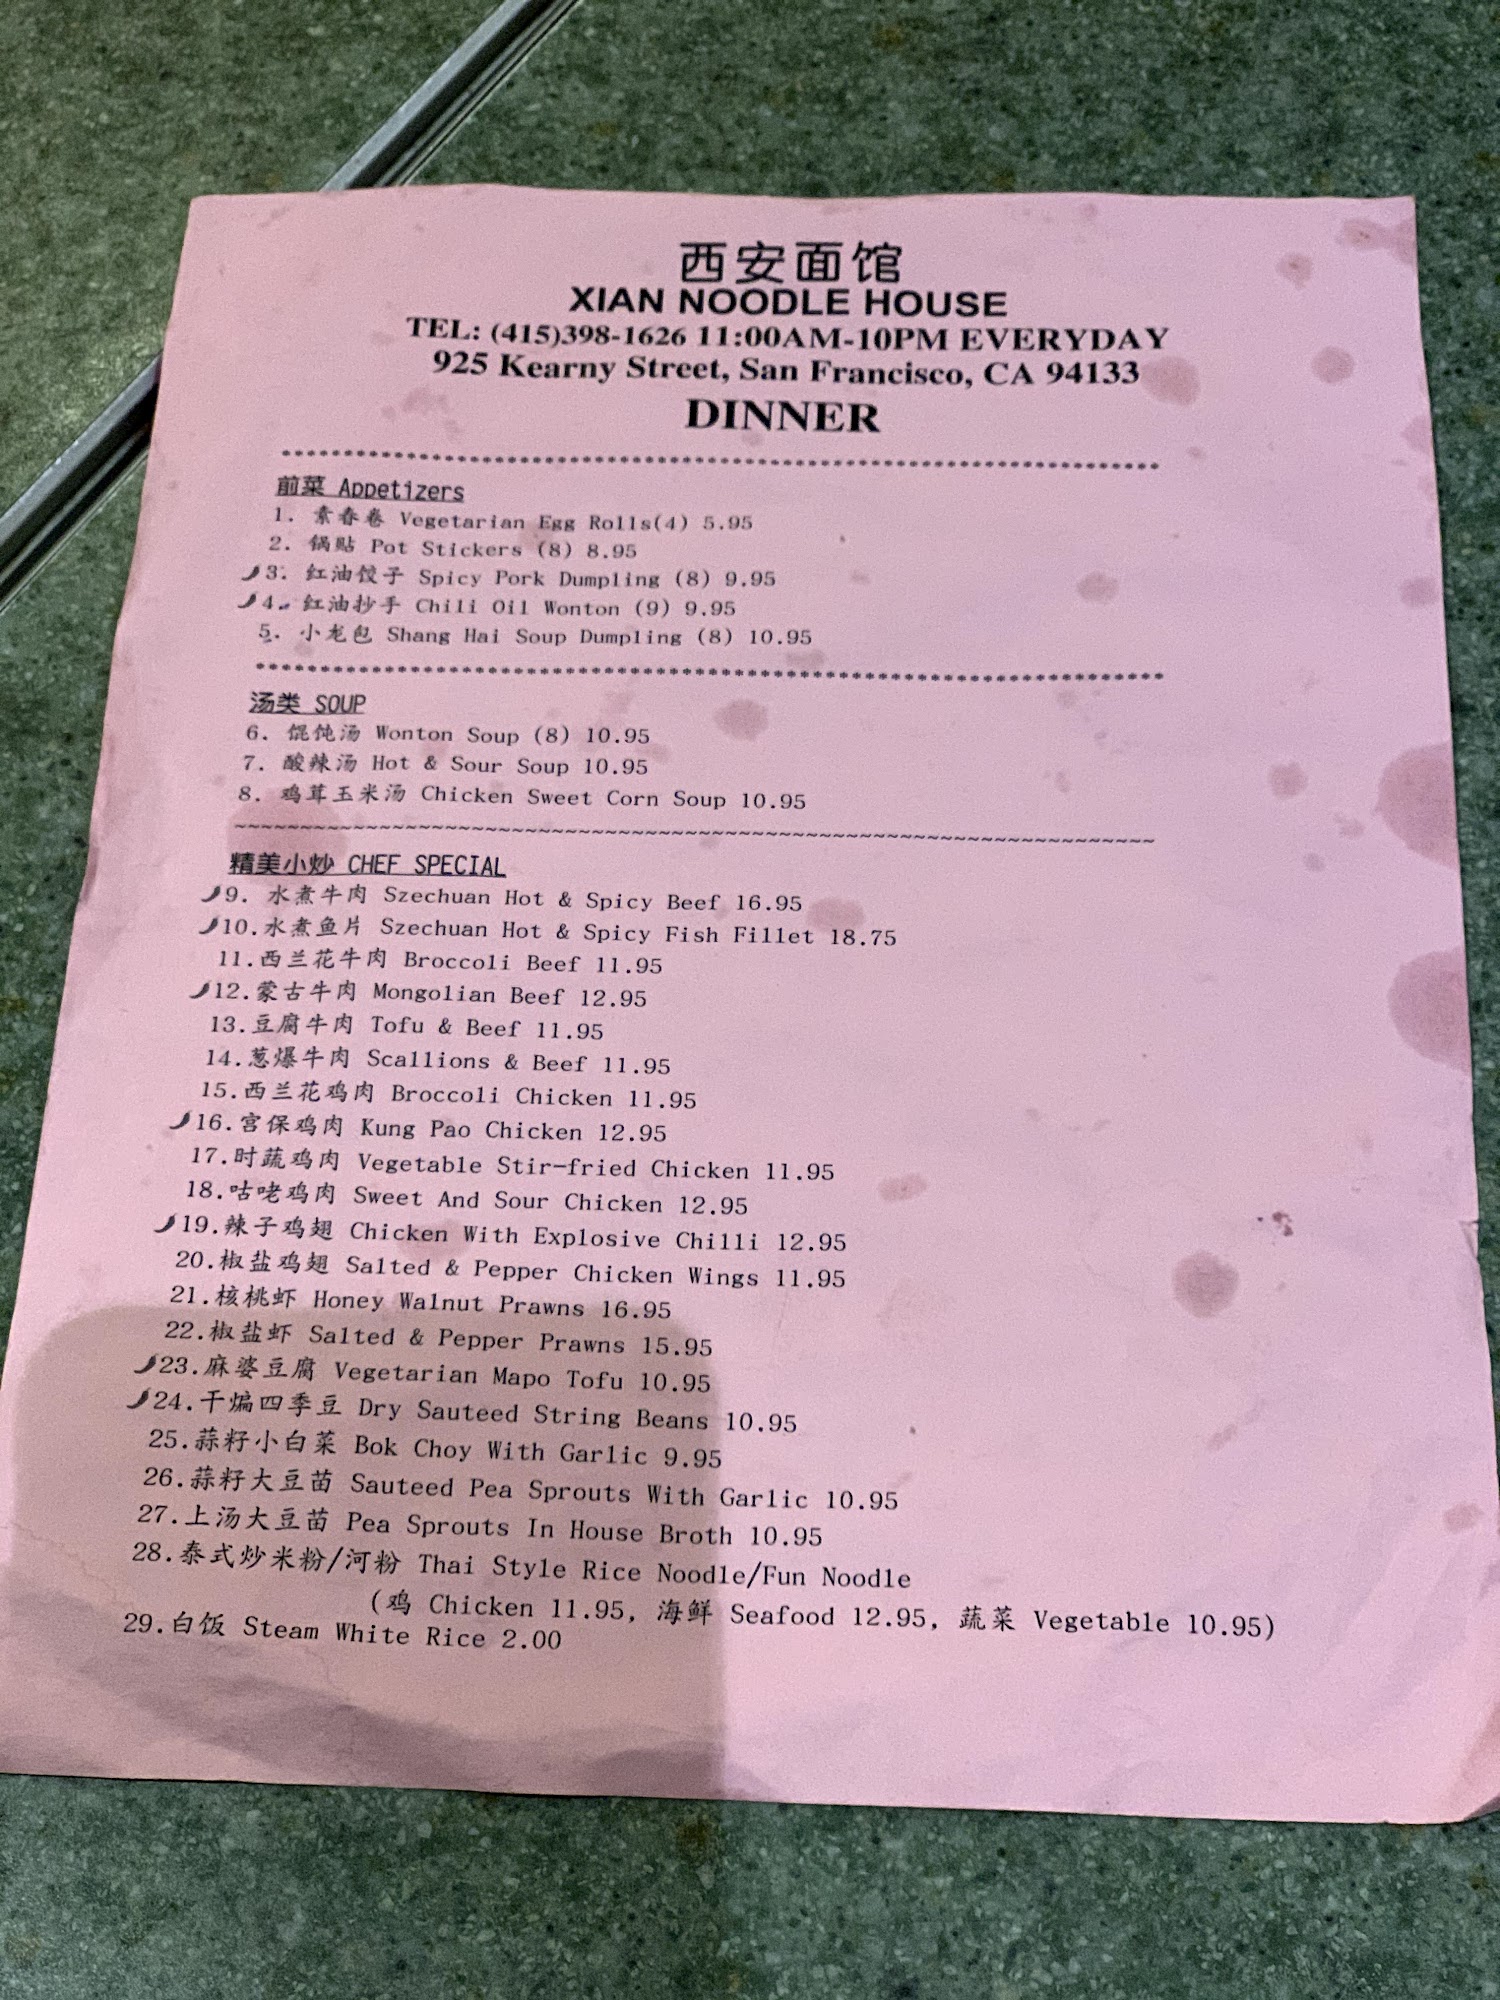 西安面馆
XIAN NOODLE HOUSE
TEL: (415)398-1626 11:00AM-10PM EVERYDAY
925 Kearny Street, San Francisco, CA 94133
DINNER
前菜 Appetizers
1. 素春卷 Vegetarian Egg Rolls(4) 5.95
2. 锅贴 Pot Stickers (8) 8.95
3. 红油饺子 Spicy Pork Dumpling (8) 9.95
4. 红油抄手 Chili Oil Wonton (9) 9.95
5. 小龙包 Shang Hai Soup Dumpling (8) 10.95
汤类 SOUP
6. 馄饨汤 Wonton Soup (8) 10.95
7. 酸辣汤 Hot & Sour Soup 10.95
8. 鸡茸玉米汤 Chicken Sweet Corn Soup 10.95
~~~~~~~~~~~~~~~~~~~~~~~~~~~~~~~~~~~~~~~~~~~~~~~~~~~~~~~~~~~~~~~~~~~~~~
精美小炒 CHEF SPECIAL
9. 水煮牛肉 Szechuan Hot & Spicy Beef 16.95
10.水煮鱼片 Szechuan Hot & Spicy Fish Fillet 18.75
11.西兰花牛肉 Broccoli Beef 11.95
12.蒙古牛肉 Mongolian Beef 12.95
13.豆腐牛肉 Tofu & Beef 11.95
14.葱爆牛肉 Scallions & Beef 11.95
15.西兰花鸡肉 Broccoli Chicken 11.95
16.宫保鸡肉 Kung Pao Chicken 12.95
17.时蔬鸡肉 Vegetable Stir-fried Chicken 11.95
18.咕咾鸡肉 Sweet And Sour Chicken 12.95
19.辣子鸡翅 Chicken With Explosive Chilli 12.95
20.椒盐鸡翅 Salted & Pepper Chicken Wings 11.95
21.核桃虾 Honey Walnut Prawns 16.95
22.椒盐虾 Salted & Pepper Prawns 15.95
23.麻婆豆腐 Vegetarian Mapo Tofu 10.95
24.干煸四季豆 Dry Sauteed String Beans 10.95
25.蒜籽小白菜 Bok Choy With Garlic 9.95
26.蒜籽大豆苗 Sauteed Pea Sprouts With Garlic 10.95
27.上汤大豆苗 Pea Sprouts In House Broth 10.95
28.泰式炒米粉/河粉 Thai Style Rice Noodle/Fun Noodle
(鸡 Chicken 11.95, 海鲜 Seafood 12.95, 蔬菜 Vegetable 10.95)
29.白饭 Steam White Rice 2.00